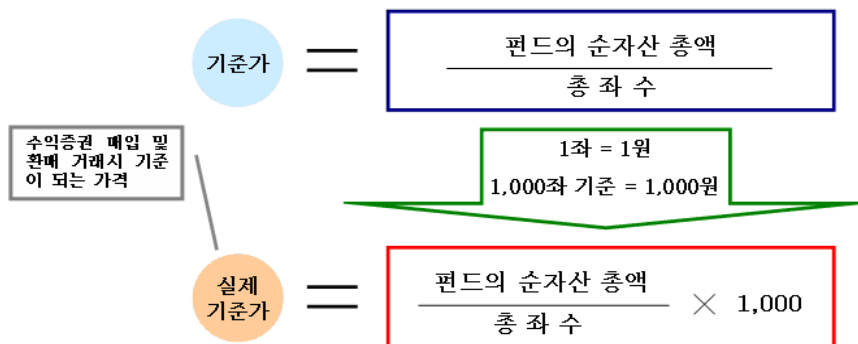 기준가
=
펀드의 순자산 총액
총 좌 수
수익증권 매입 및
환매 거래시 기준
이 되는 가격
1좌 = 1원
1,000좌 기준 = 1,000원
실제
기준가
=
펀드의 순자산 총액
총 좌 수
× 1,000